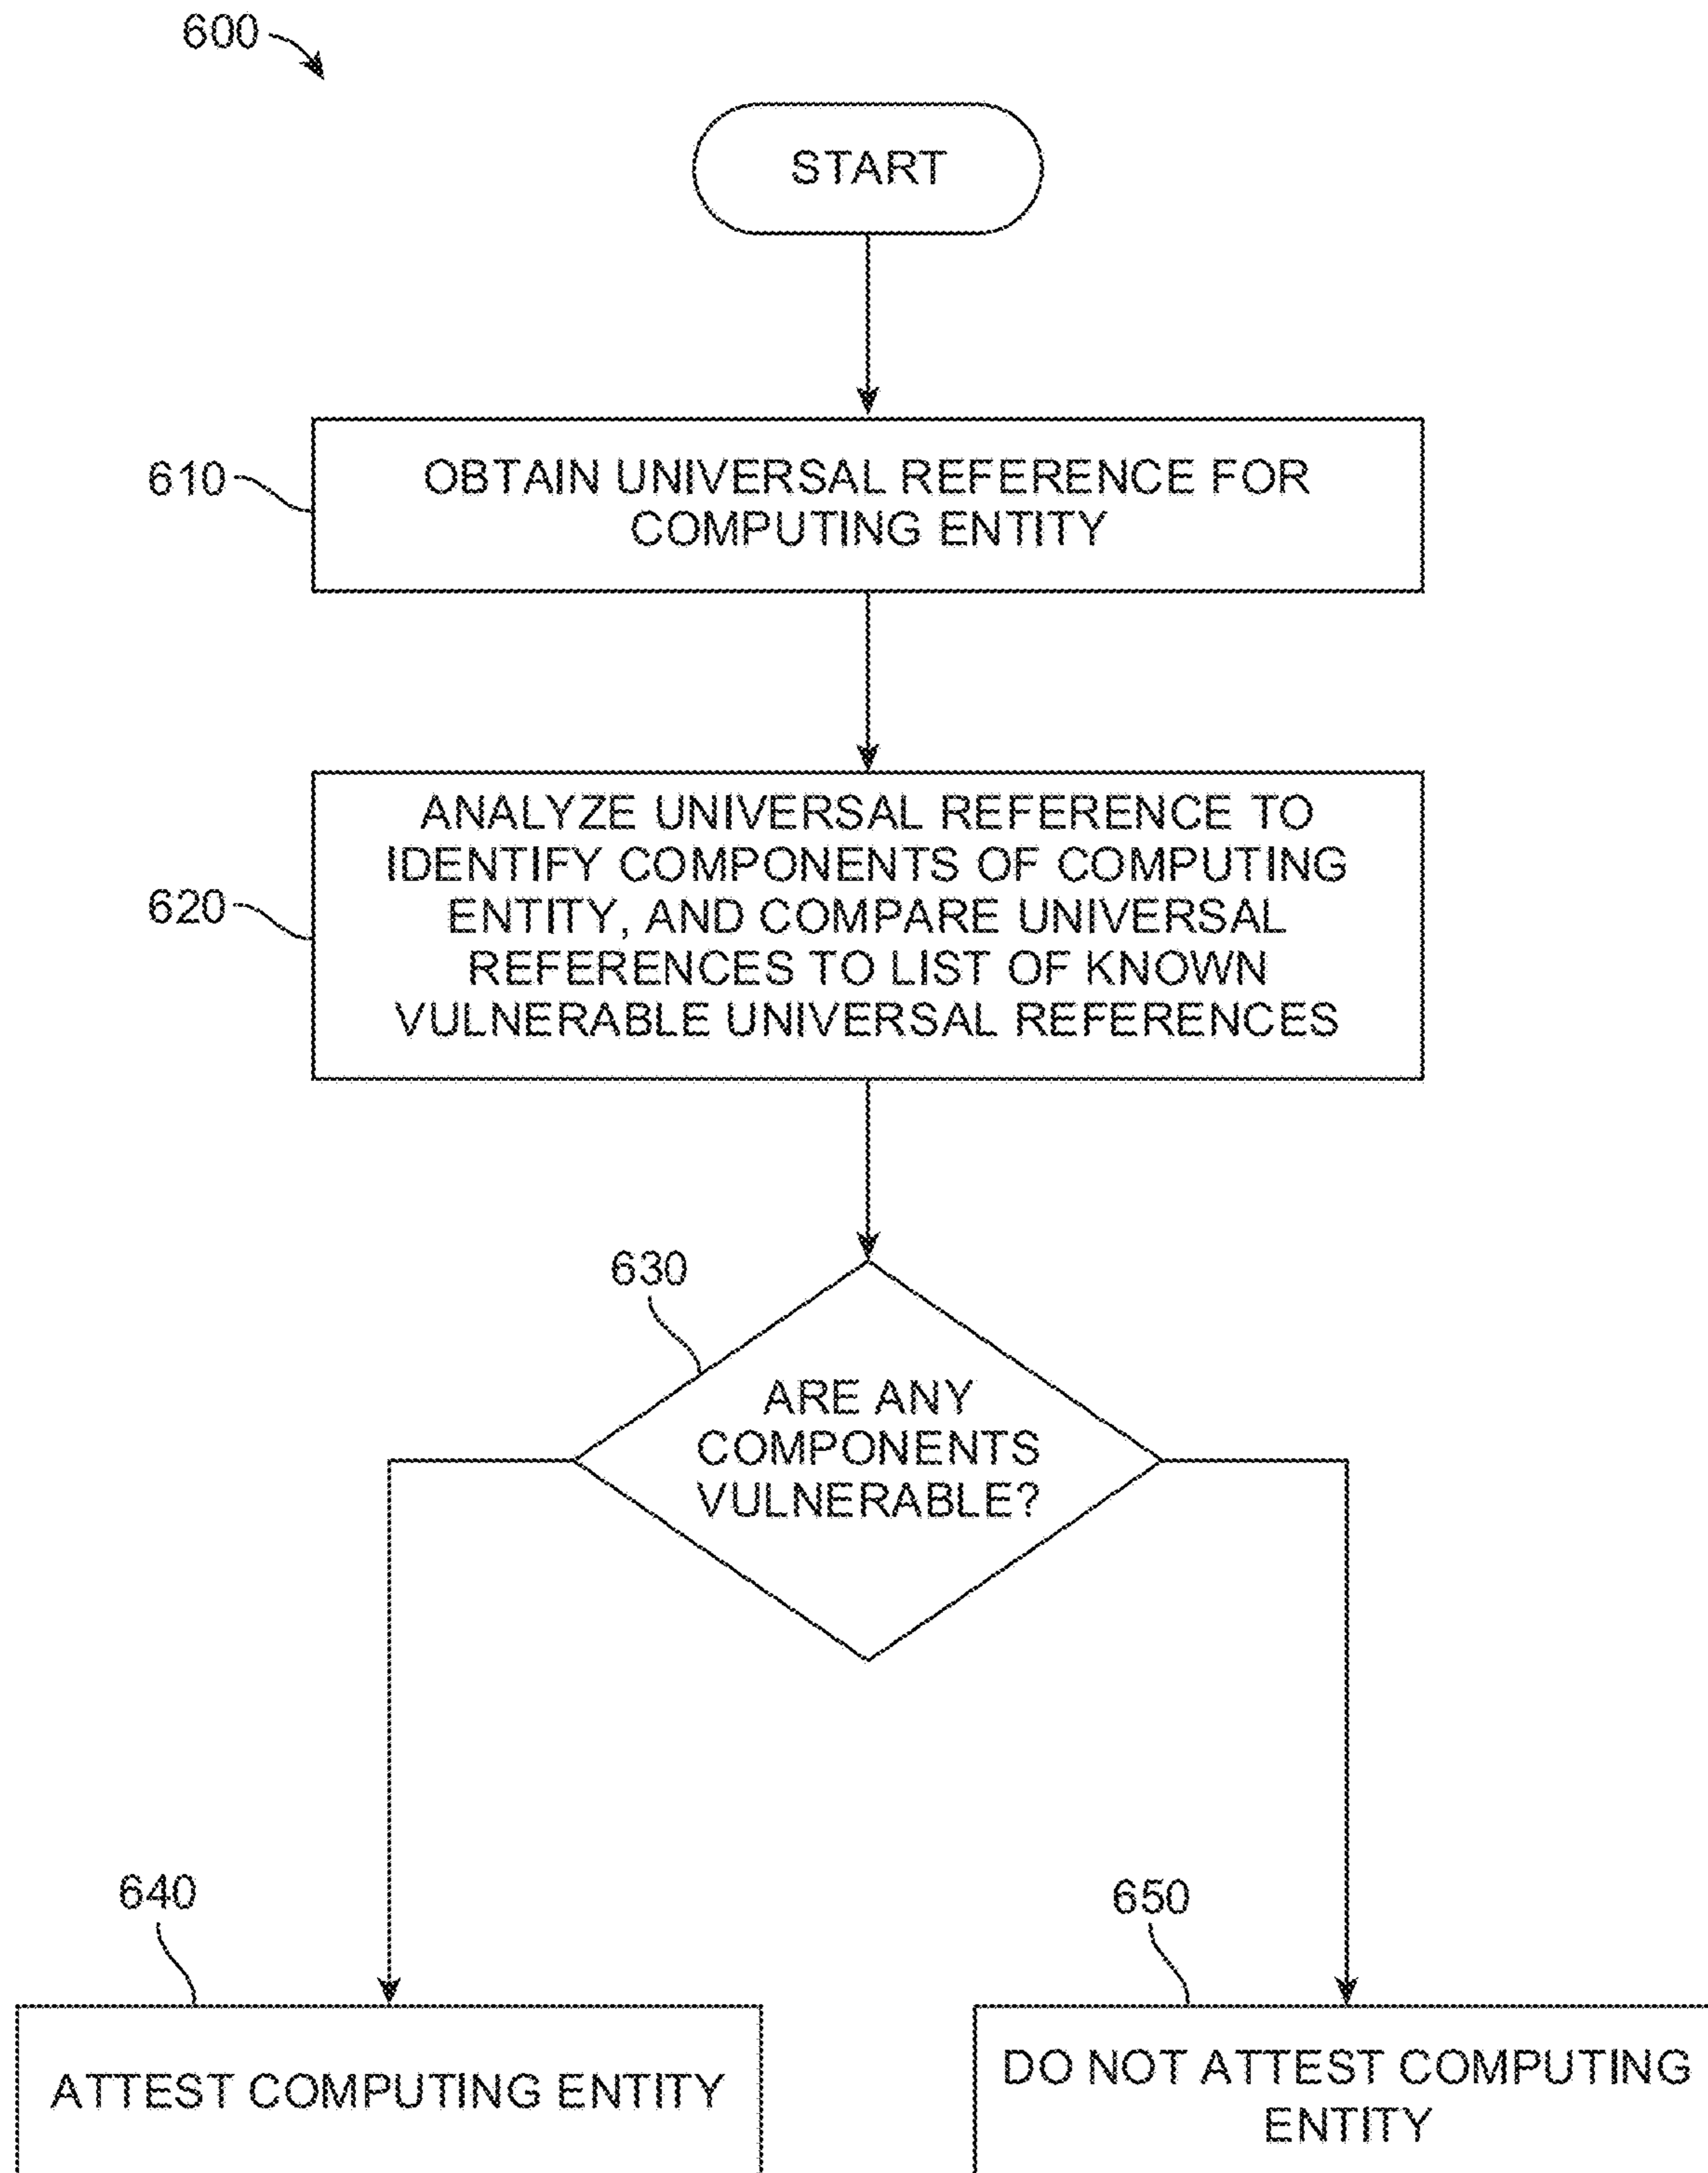 600
START
610
OBTAIN UNIVERSAL REFERENCE FOR
COMPUTING ENTITY
620
ANALYZE UNIVERSAL REFERENCE TO
IDENTIFY COMPONENTS OF COMPUTING
ENTITY, AND COMPARE UNIVERSAL
REFERENCES TO LIST OF KNOWN
VULNERABLE UNIVERSAL REFERENCES
630
ARE ANY
COMPONENTS
VULNERABLE?
640
ATTEST COMPUTING ENTITY
650
DO NOT ATTEST COMPUTING
ENTITY